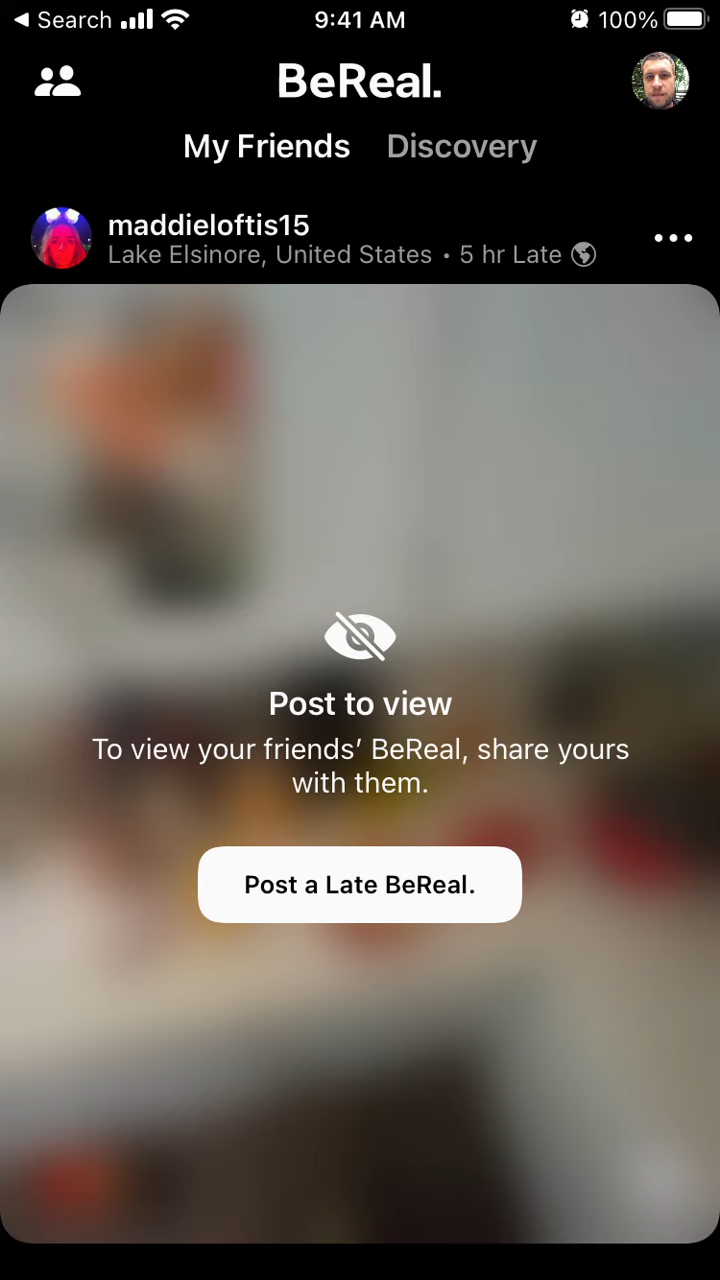 Search 9:41 AM 100%
BeReal.
My Friends Discovery
maddieloftis15
Lake Elsinore, United States • 5 hr Late
Post to view
To view your friends’ BeReal, share yours
with them.
Post a Late BeReal.